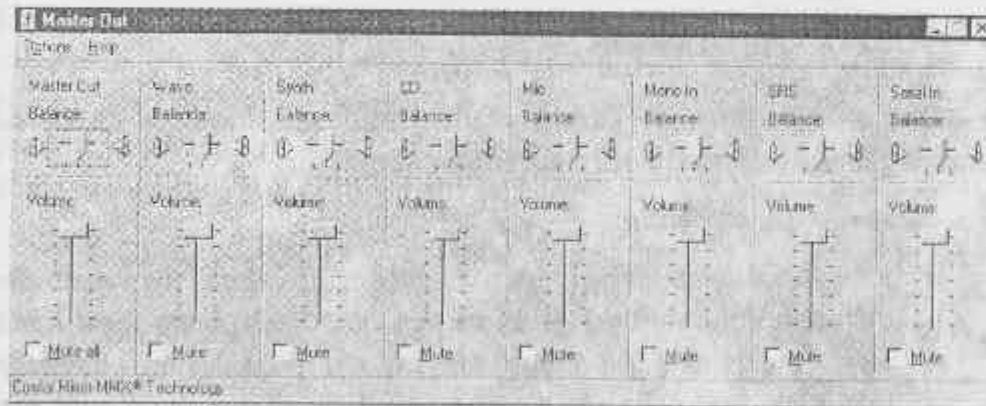 Master Out
Options Help
Master Out Wave Synth CD Mic Mono In SRS Serial In
Balance: Balance: Balance: Balance: Balance: Balance: Balance: Balance:
Volume: Volume: Volume: Volume: Volume: Volume: Volume: Volume:
Mute all Mute Mute Mute Mute Mute Mute Mute
MMX® Technology